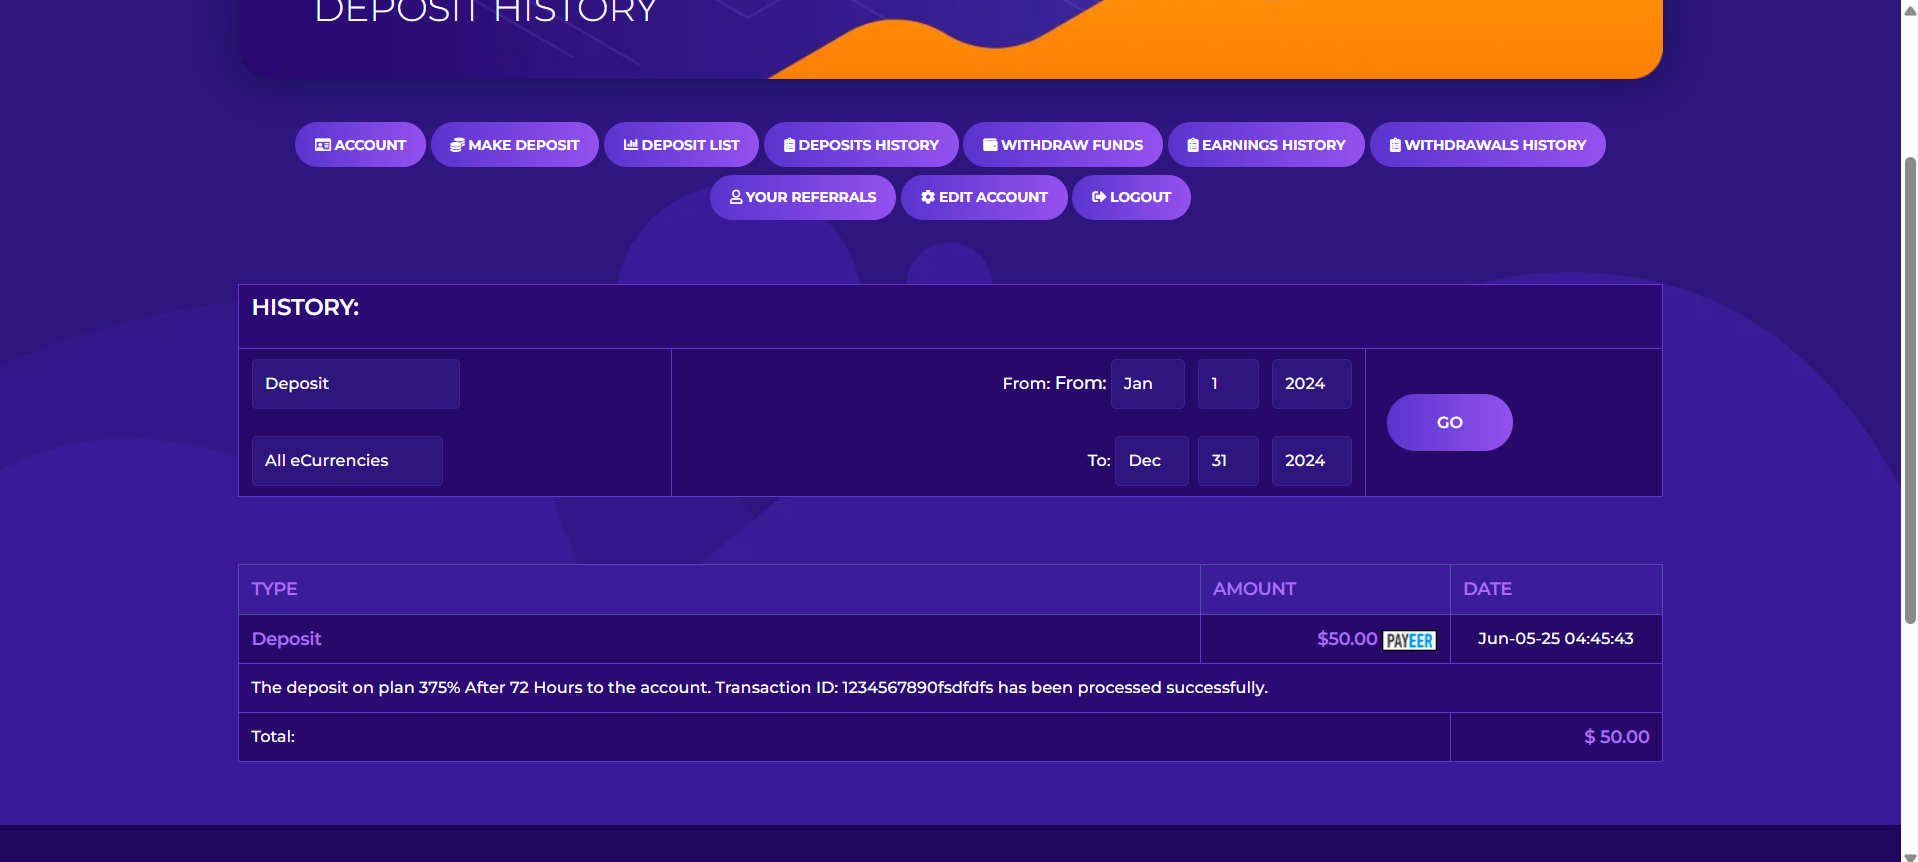 DEPOSIT HISTORY
ACCOUNT MAKE DEPOSIT DEPOSIT LIST DEPOSITS HISTORY WITHDRAW FUNDS EARNINGS HISTORY WITHDRAWALS HISTORY
YOUR REFERRALS EDIT ACCOUNT LOGOUT
HISTORY:
Deposit From: From: Jan 1 2024
GO
All eCurrencies To: Dec 31 2024
TYPE AMOUNT DATE
Deposit $50.00 PAYEER Jun-05-25 04:45:43
The deposit on plan 375% After 72 Hours to the account. Transaction ID: 1234567890fsdfdfs has been processed successfully.
Total: $ 50.00